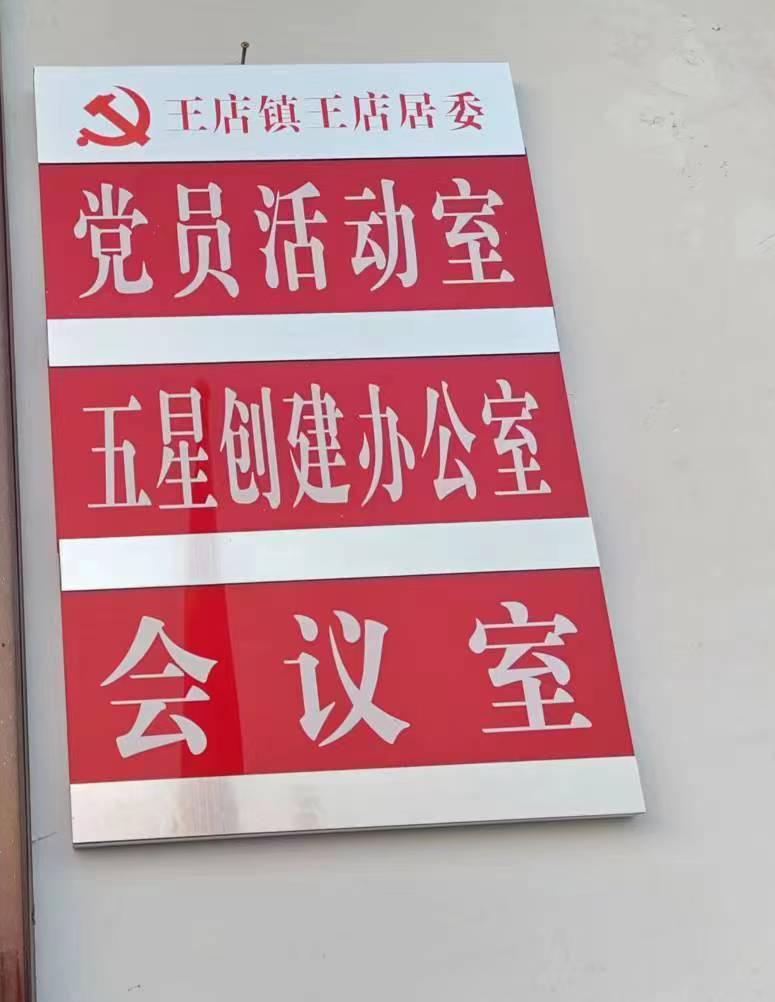 王店镇王店居委
党员活动室
五星创建办公室
会议室